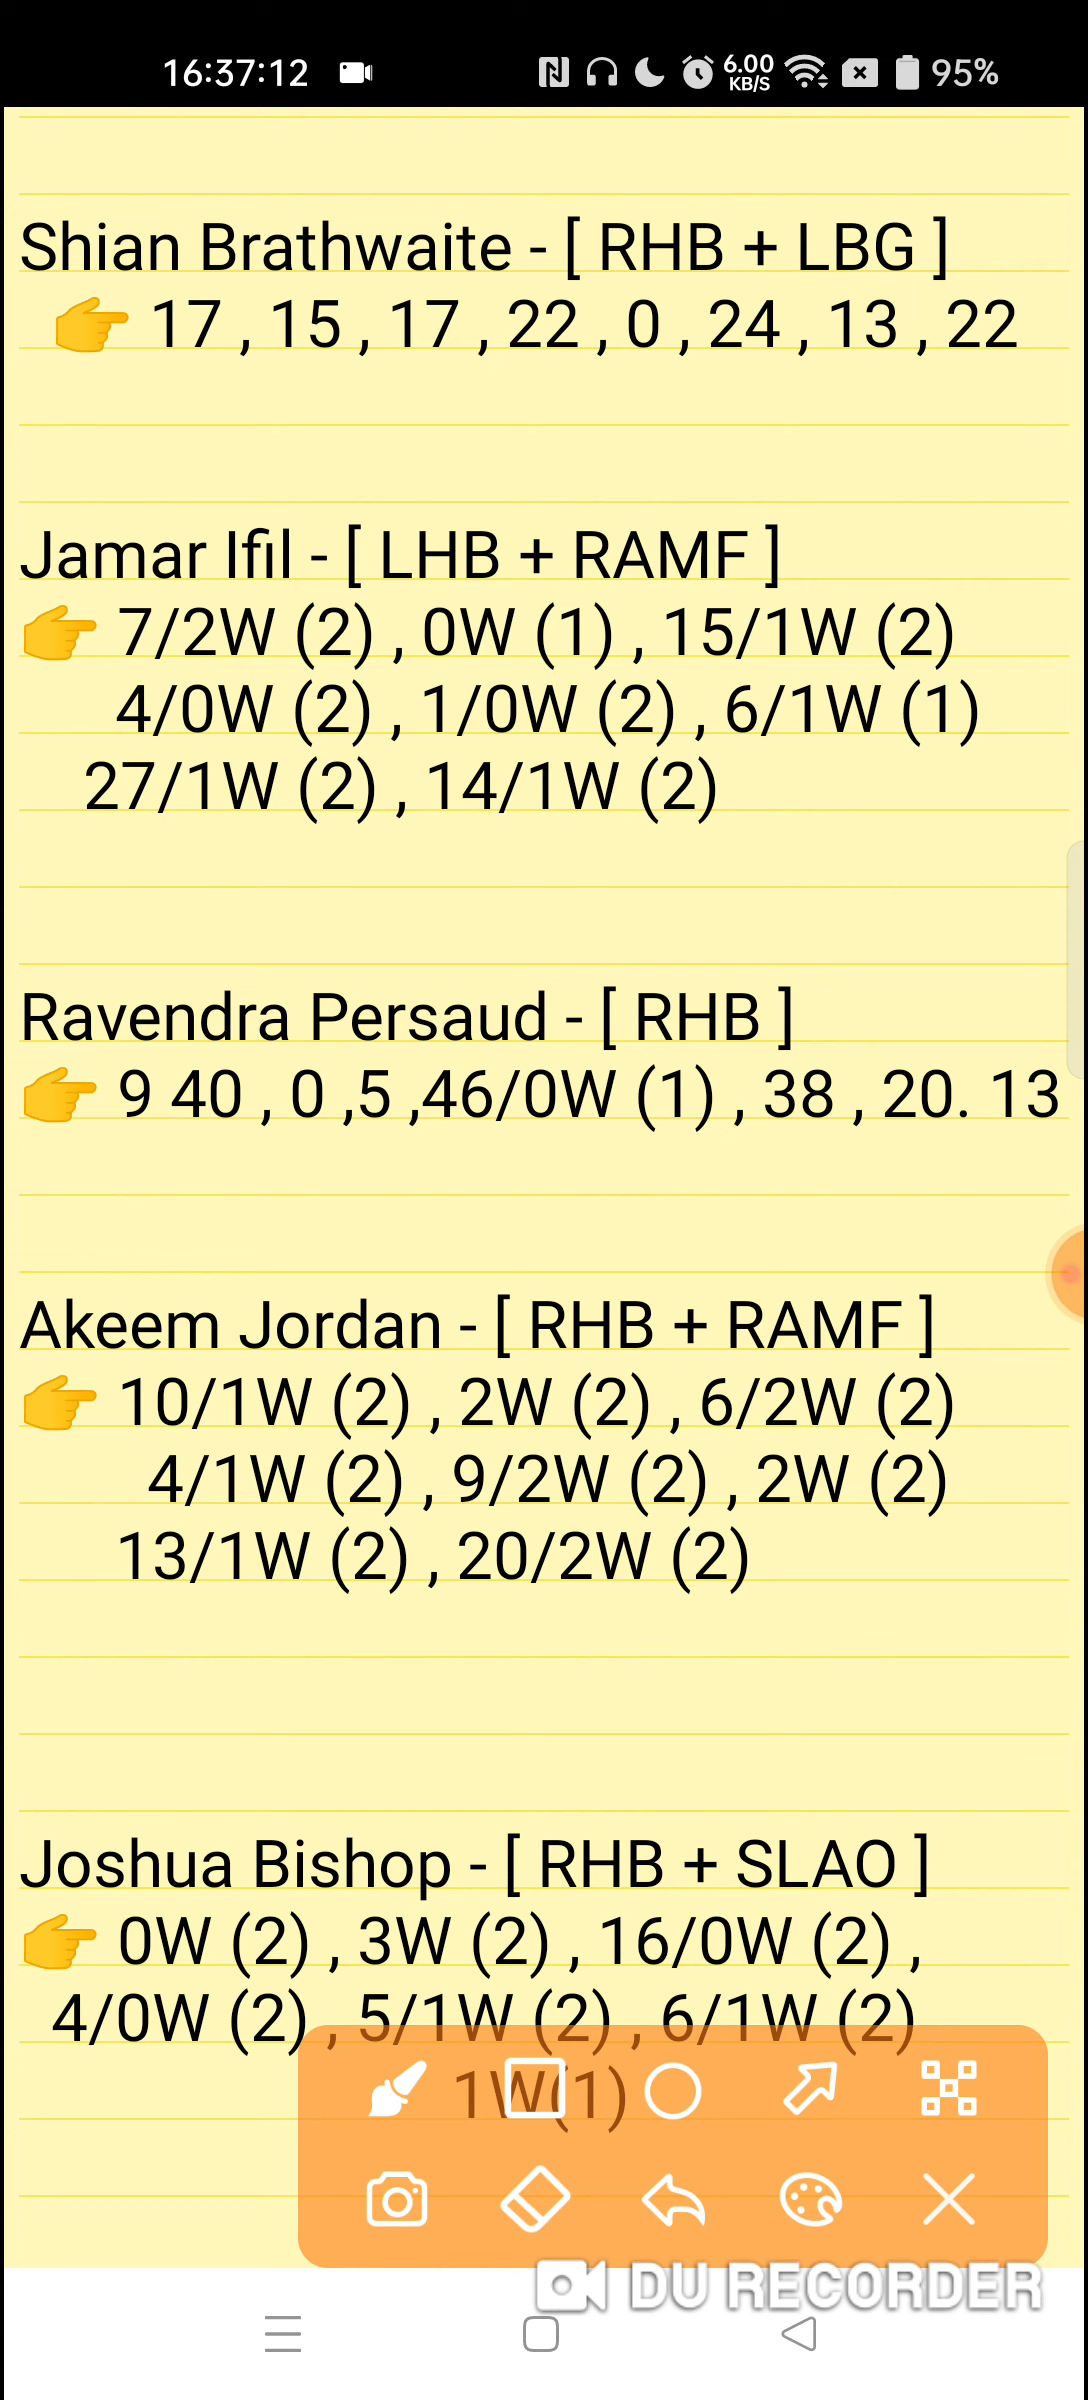 16:37:12 6.00 KB/S 95%
Shian Brathwaite - [ RHB + LBG ]
👉 17 , 15 , 17 , 22 , 0 , 24 , 13 , 22
Jamar Ifil - [ LHB + RAMF ]
👉 7/2W (2) , 0W (1) , 15/1W (2)
4/0W (2) , 1/0W (2) , 6/1W (1)
27/1W (2) , 14/1W (2)
Ravendra Persaud - [ RHB ]
👉 9 40 , 0 ,5 ,46/0W (1) , 38 , 20. 13
Akeem Jordan - [ RHB + RAMF ]
👉 10/1W (2) , 2W (2) , 6/2W (2)
4/1W (2) , 9/2W (2) , 2W (2)
13/1W (2) , 20/2W (2)
Joshua Bishop - [ RHB + SLAO ]
👉 0W (2) , 3W (2) , 16/0W (2) ,
4/0W (2) , 5/1W (2) , 6/1W (2)
1W(1)
DU RECORDER